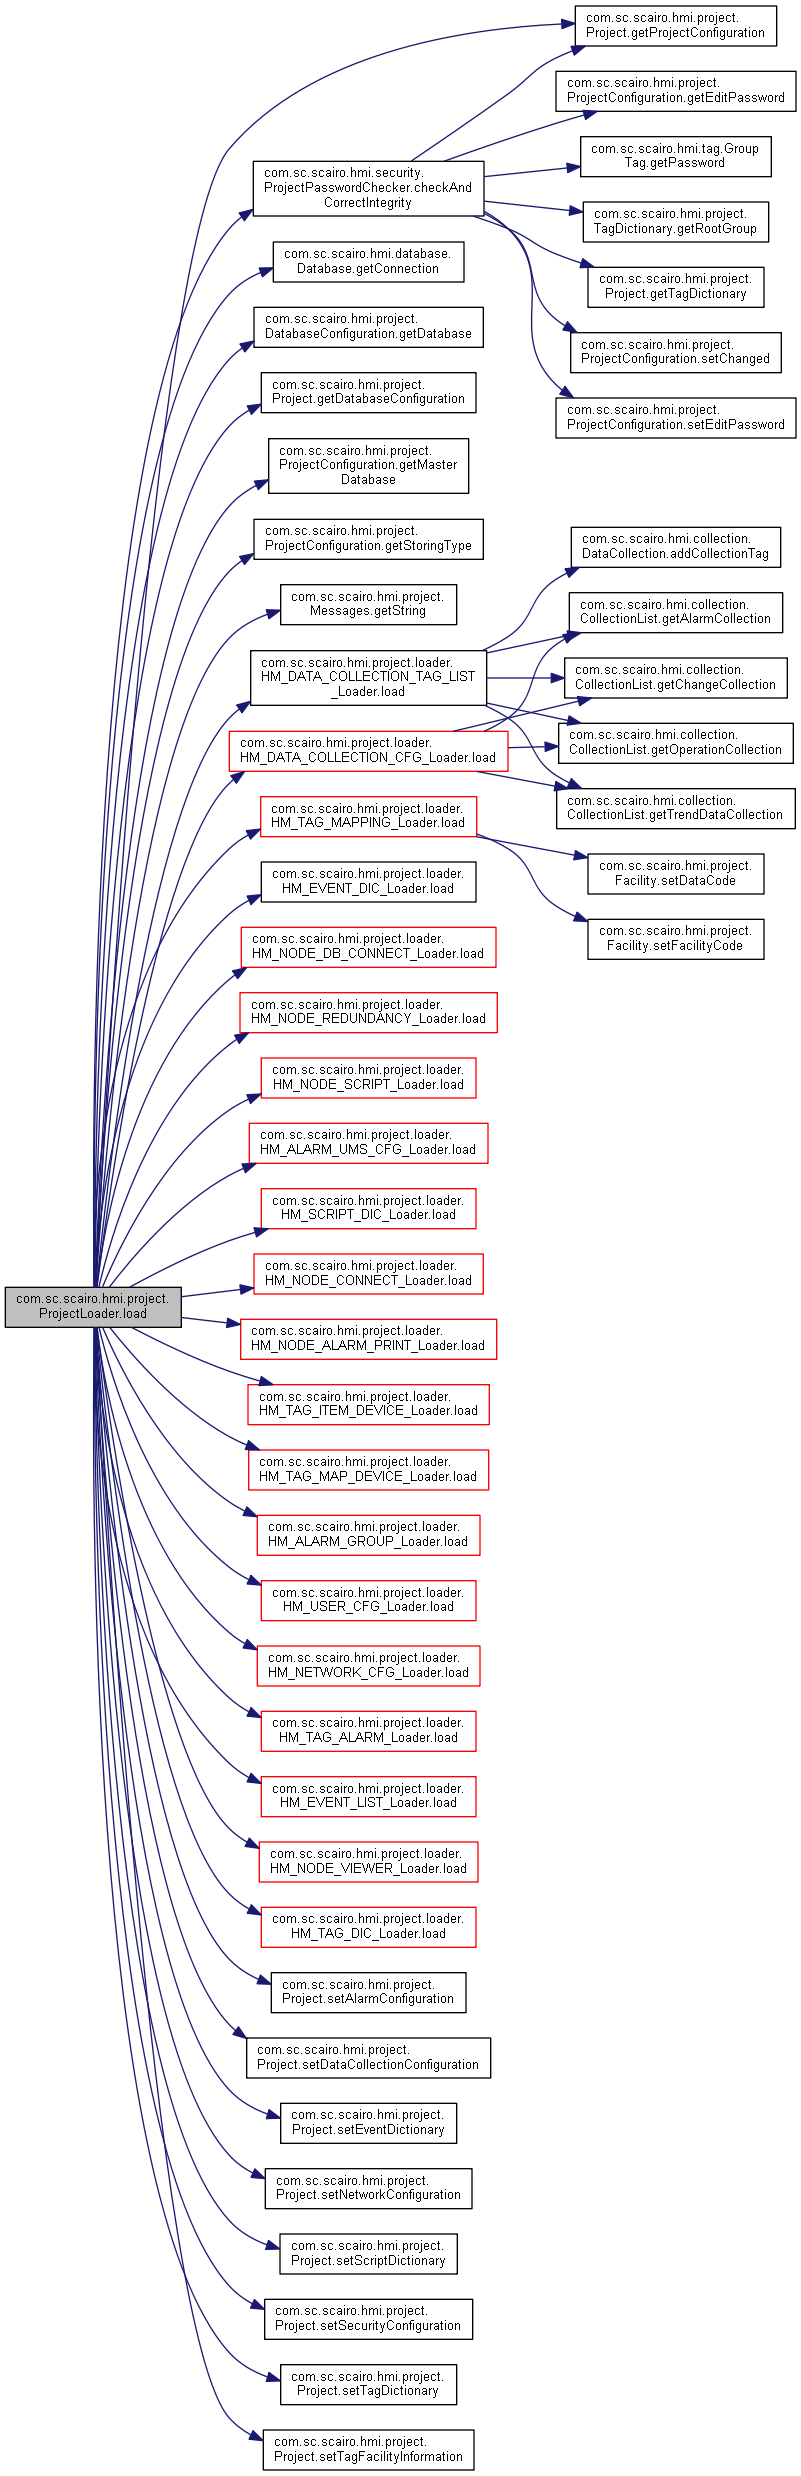 com.sc.scairo.hmi.project.
Project.getProjectConfiguration
com.sc.scairo.hmi.project.
ProjectConfiguration.getEditPassword
com.sc.scairo.hmi.tag.Group
Tag.getPassword
com.sc.scairo.hmi.security.
ProjectPasswordChecker.checkAnd
CorrectIntegrity
com.sc.scairo.hmi.project.
TagDictionary.getRootGroup
com.sc.scairo.hmi.database.
Database.getConnection
com.sc.scairo.hmi.project.
Project.getTagDictionary
com.sc.scairo.hmi.project.
DatabaseConfiguration.getDatabase
com.sc.scairo.hmi.project.
ProjectConfiguration.setChanged
com.sc.scairo.hmi.project.
Project.getDatabaseConfiguration
com.sc.scairo.hmi.project.
ProjectConfiguration.setEditPassword
com.sc.scairo.hmi.project.
ProjectConfiguration.getMaster
Database
com.sc.scairo.hmi.project.
ProjectConfiguration.getStoringType
com.sc.scairo.hmi.collection.
DataCollection.addCollectionTag
com.sc.scairo.hmi.project.
Messages.getString
com.sc.scairo.hmi.collection.
CollectionList.getAlarmCollection
com.sc.scairo.hmi.project.loader.
HM_DATA_COLLECTION_TAG_LIST
_Loader.load
com.sc.scairo.hmi.collection.
CollectionList.getChangeCollection
com.sc.scairo.hmi.project.loader.
HM_DATA_COLLECTION_CFG_Loader.load
com.sc.scairo.hmi.collection.
CollectionList.getOperationCollection
com.sc.scairo.hmi.collection.
CollectionList.getTrendDataCollection
com.sc.scairo.hmi.project.loader.
HM_TAG_MAPPING_Loader.load
com.sc.scairo.hmi.project.
Facility.setDataCode
com.sc.scairo.hmi.project.loader.
HM_EVENT_DIC_Loader.load
com.sc.scairo.hmi.project.
Facility.setFacilityCode
com.sc.scairo.hmi.project.loader.
HM_NODE_DB_CONNECT_Loader.load
com.sc.scairo.hmi.project.loader.
HM_NODE_REDUNDANCY_Loader.load
com.sc.scairo.hmi.project.loader.
HM_NODE_SCRIPT_Loader.load
com.sc.scairo.hmi.project.loader.
HM_ALARM_UMS_CFG_Loader.load
com.sc.scairo.hmi.project.loader.
HM_SCRIPT_DIC_Loader.load
com.sc.scairo.hmi.project.loader.
HM_NODE_CONNECT_Loader.load
com.sc.scairo.hmi.project.
ProjectLoader.load
com.sc.scairo.hmi.project.loader.
HM_NODE_ALARM_PRINT_Loader.load
com.sc.scairo.hmi.project.loader.
HM_TAG_ITEM_DEVICE_Loader.load
com.sc.scairo.hmi.project.loader.
HM_TAG_MAP_DEVICE_Loader.load
com.sc.scairo.hmi.project.loader.
HM_ALARM_GROUP_Loader.load
com.sc.scairo.hmi.project.loader.
HM_USER_CFG_Loader.load
com.sc.scairo.hmi.project.loader.
HM_NETWORK_CFG_Loader.load
com.sc.scairo.hmi.project.loader.
HM_TAG_ALARM_Loader.load
com.sc.scairo.hmi.project.loader.
HM_EVENT_LIST_Loader.load
com.sc.scairo.hmi.project.loader.
HM_NODE_VIEWER_Loader.load
com.sc.scairo.hmi.project.loader.
HM_TAG_DIC_Loader.load
com.sc.scairo.hmi.project.
Project.setAlarmConfiguration
com.sc.scairo.hmi.project.
Project.setDataCollectionConfiguration
com.sc.scairo.hmi.project.
Project.setEventDictionary
com.sc.scairo.hmi.project.
Project.setNetworkConfiguration
com.sc.scairo.hmi.project.
Project.setScriptDictionary
com.sc.scairo.hmi.project.
Project.setSecurityConfiguration
com.sc.scairo.hmi.project.
Project.setTagDictionary
com.sc.scairo.hmi.project.
Project.setTagFacilityInformation